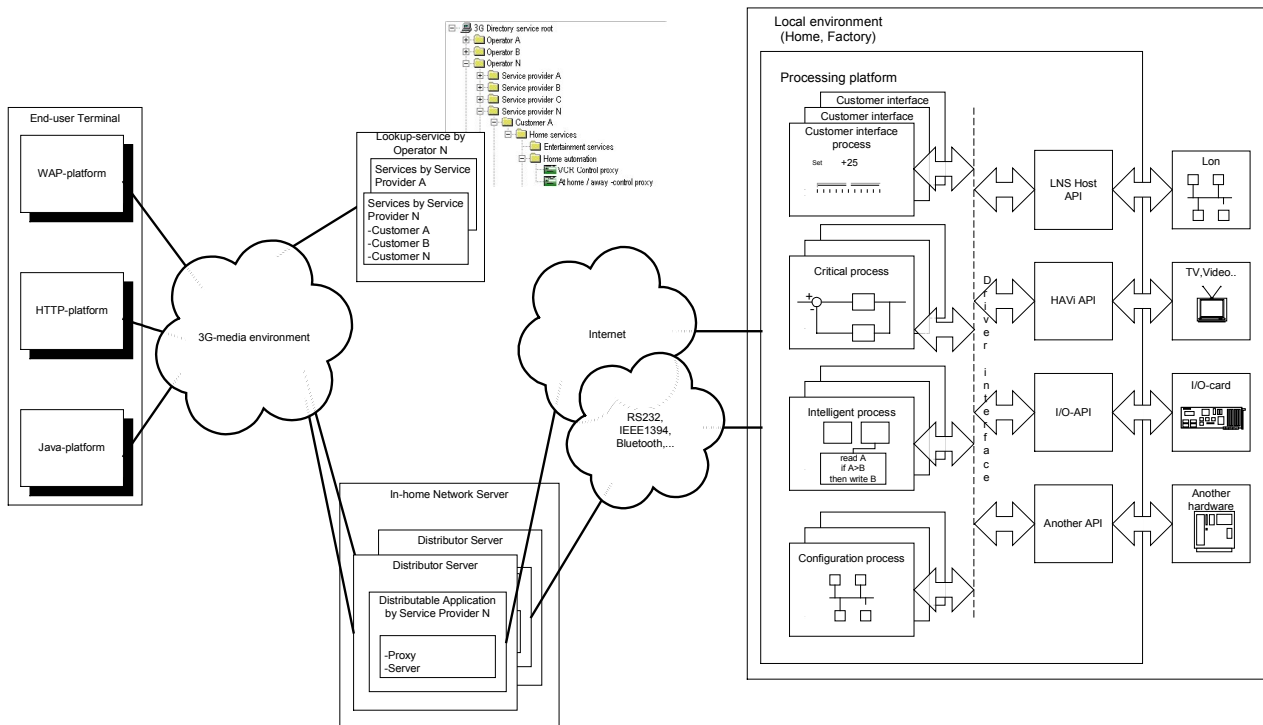 3G Directory service root
Operator A
Operator B
Operator N
Service provider A
Service provider B
Service provider C
Service provider N
Customer A
Home services
Entertainment services
Home automation
VCR Control proxy
At home / away -control proxy
End-user Terminal
WAP-platform
HTTP-platform
Java-platform
3G-media environment
Lookup-service by
Operator N
Services by Service
Provider A
Services by Service
Provider N
-Customer A
-Customer B
-Customer N
Internet
RS232,
IEEE1394,
Bluetooth,...
In-home Network Server
Distributor Server
Distributor Server
Distributable Application
by Service Provider N
-Proxy
-Server
Local environment
(Home, Factory)
Processing platform
Customer interface
Customer interface
Customer interface
process
Set +25
Critical process
+
-
Intelligent process
read A
if A>B
then write B
Configuration process
Driver interface
LNS Host
API
HAVi API
I/O-API
Another API
Lon
TV,Video..
I/O-card
Another
hardware